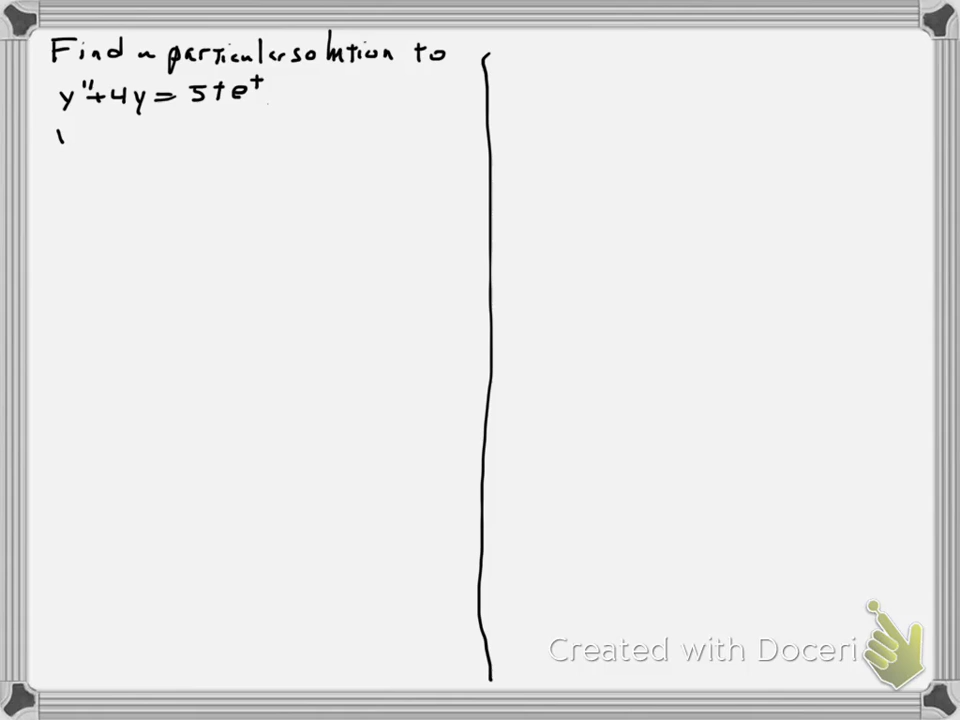 Find a particular solution to
y"+4y = 5te^t
Created with Doceri